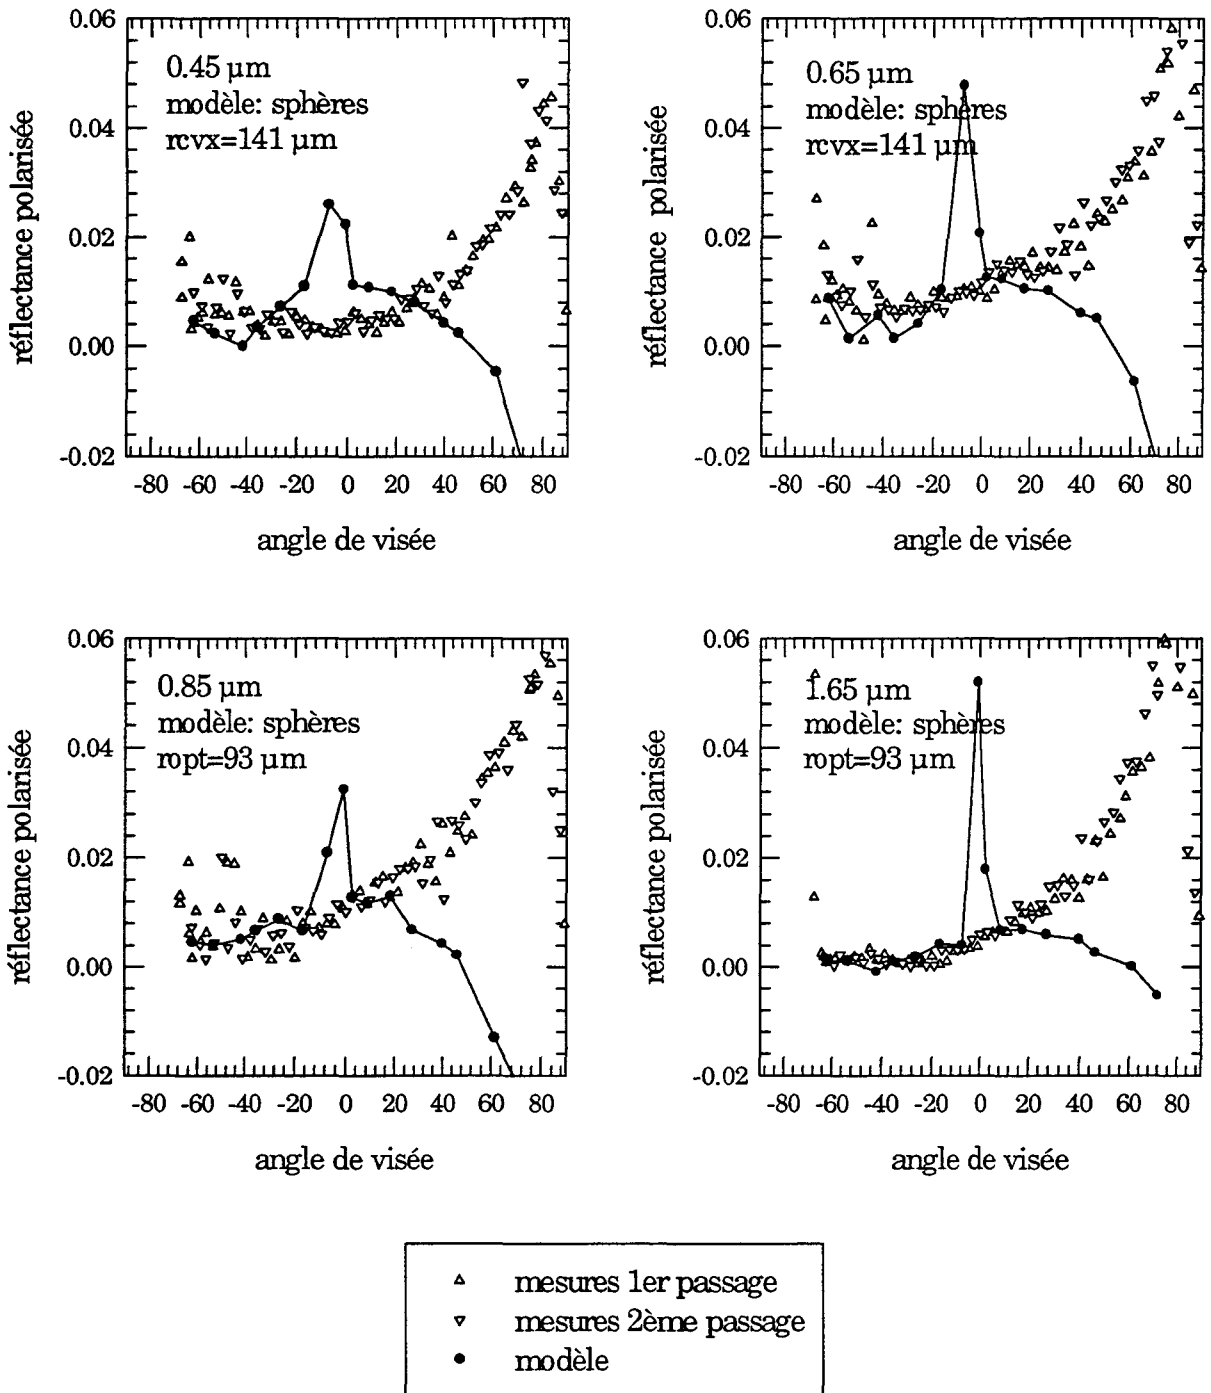 0.06
0.04
0.02
0.00
-0.02
réflectance polarisée
0.45 µm
modèle: sphères
rcvx=141 µm
-80 -60 -40 -20 0 20 40 60 80
angle de visée
0.06
0.04
0.02
0.00
-0.02
réflectance polarisée
0.65 µm
modèle: sphères
rcvx=141 µm
-80 -60 -40 -20 0 20 40 60 80
angle de visée
0.06
0.04
0.02
0.00
-0.02
réflectance polarisée
0.85 µm
modèle: sphères
ropt=93 µm
-80 -60 -40 -20 0 20 40 60 80
angle de visée
0.06
0.04
0.02
0.00
-0.02
réflectance polarisée
1.65 µm
modèle: sphères
ropt=93 µm
-80 -60 -40 -20 0 20 40 60 80
angle de visée
mesures 1er passage
mesures 2ème passage
modèle